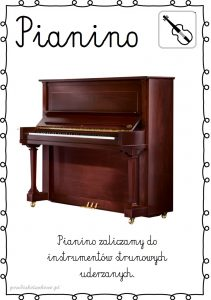 Pianino
Pianino zaliczamy do
instrumentów strunowych
uderzanych.